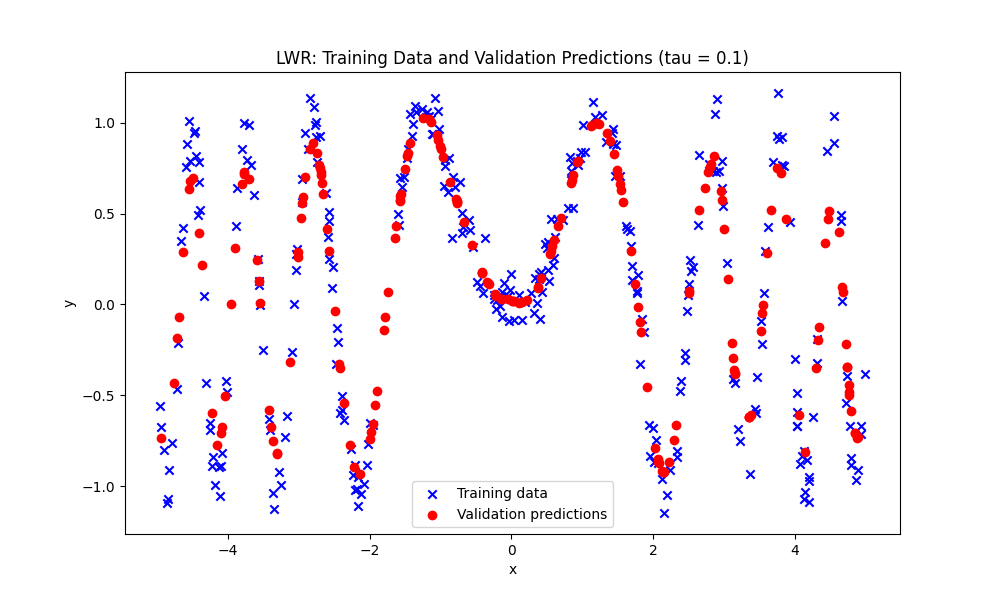 LWR: Training Data and Validation Predictions (tau = 0.1)
1.0
0.5
0.0
−0.5
−1.0
y
Training data
Validation predictions
−4
−2
0
2
4
x